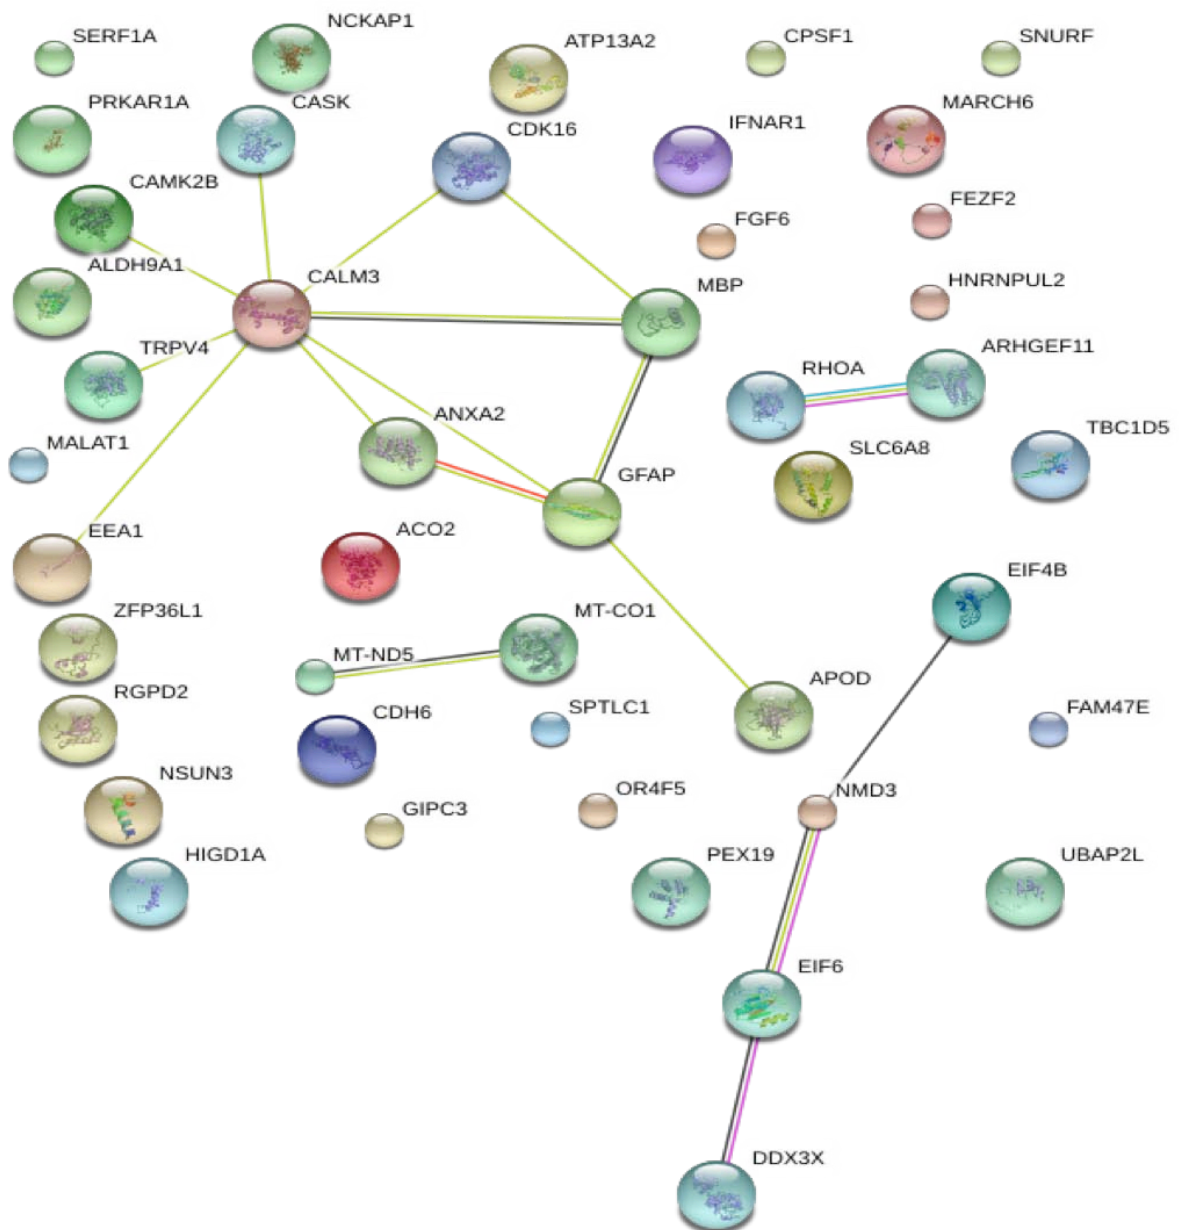 NCKAP1
SERF1A
ATP13A2
CPSF1
SNURF
PRKAR1A
CASK
CDK16
IFNAR1
MARCH6
CAMK2B
FEZF2
FGF6
ALDH9A1
CALM3
MBP
HNRNPUL2
TRPV4
RHOA
ARHGEF11
ANXA2
MALAT1
SLC6A8
TBC1D5
GFAP
EEA1
ACO2
EIF4B
ZFP36L1
MT-CO1
MT-ND5
RGPD2
CDH6
SPTLC1
APOD
FAM47E
NSUN3
GIPC3
OR4F5
NMD3
HIGD1A
PEX19
UBAP2L
EIF6
DDX3X